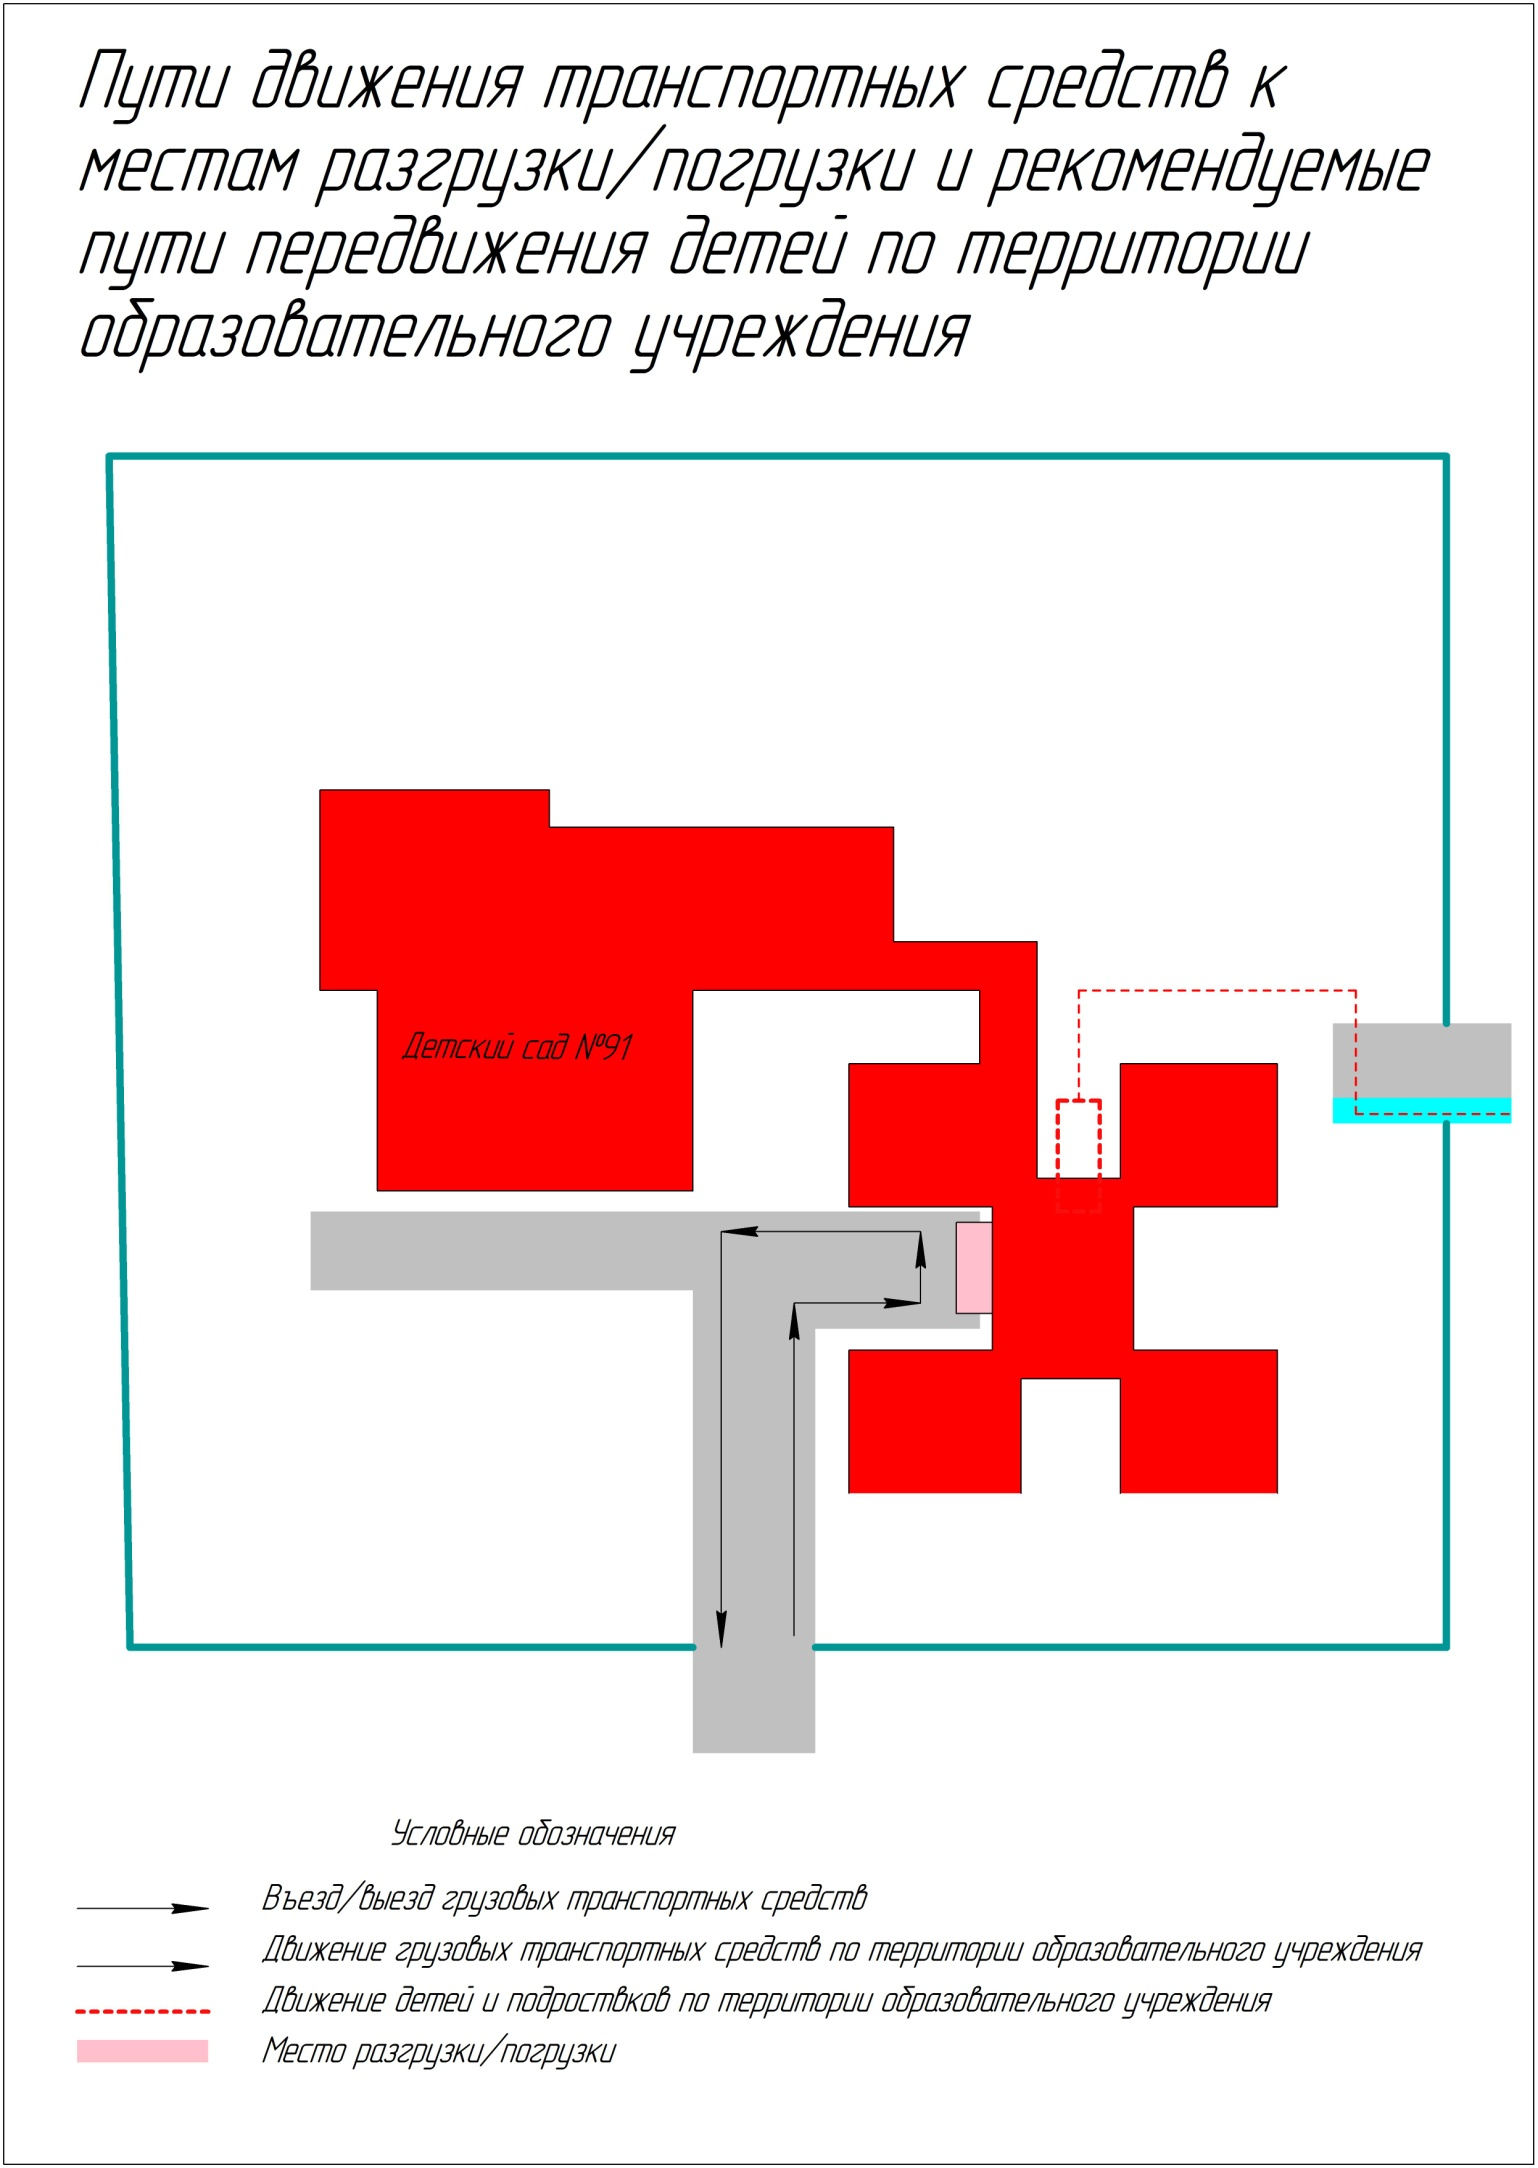 Пути движения транспортных средств к
местам разгрузки/погрузки и рекомендуемые
пути передвижения детей по территории
образовательного учреждения
Детский сад №91
Условные обозначения
Въезд/выезд грузовых транспортных средств
Движение грузовых транспортных средств по территории образовательного учреждения
Движение детей и подроствков по территории образовательного учреждения
Место разгрузки/погрузки